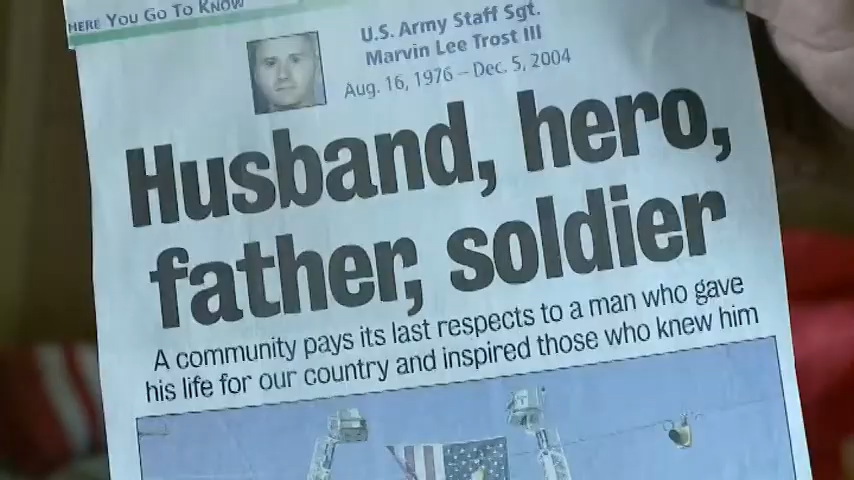 HERE YOU GO TO KNOW
U.S. Army Staff Sgt.
Marvin Lee Trost III
Aug. 16, 1976 – Dec. 5, 2004
Husband, hero,
father, soldier
A community pays its last respects to a man who gave
his life for our country and inspired those who knew him